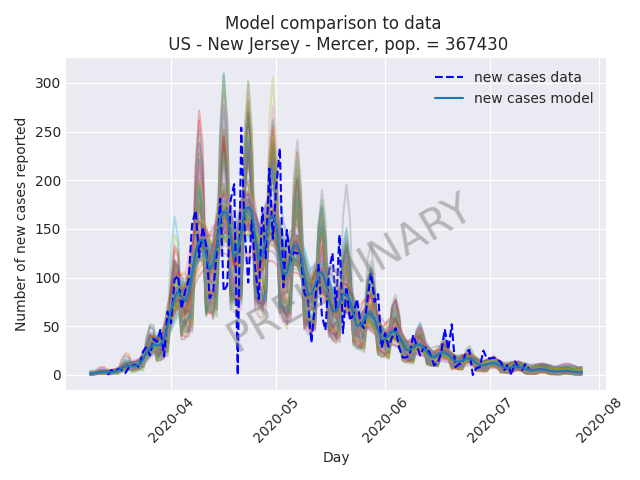 Model comparison to data
US - New Jersey - Mercer, pop. = 367430
new cases data
new cases model
Number of new cases reported
300
250
200
150
100
50
0
PRELIMINARY
2020-04
2020-05
2020-06
2020-07
2020-08
Day